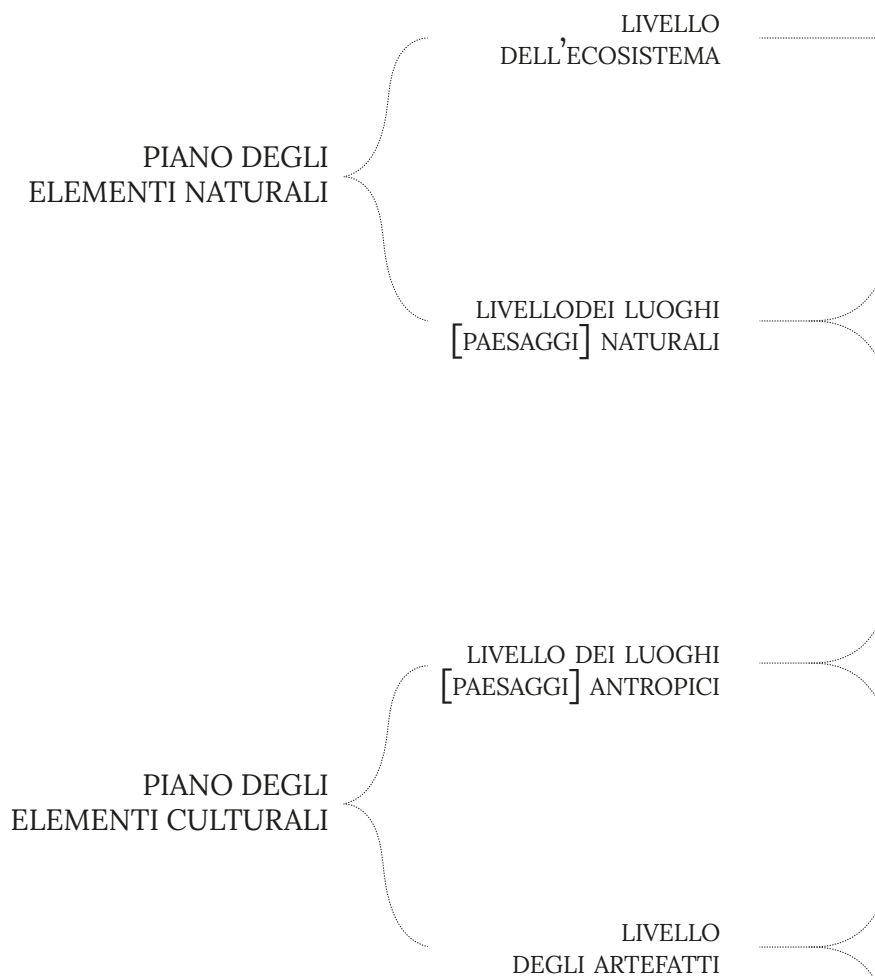 LIVELLO
DELL'ECOSISTEMA
PIANO DEGLI
ELEMENTI NATURALI
LIVELLODEI LUOGHI
[PAESAGGI] NATURALI
LIVELLO DEI LUOGHI
[PAESAGGI] ANTROPICI
PIANO DEGLI
ELEMENTI CULTURALI
LIVELLO
DEGLI ARTEFATTI